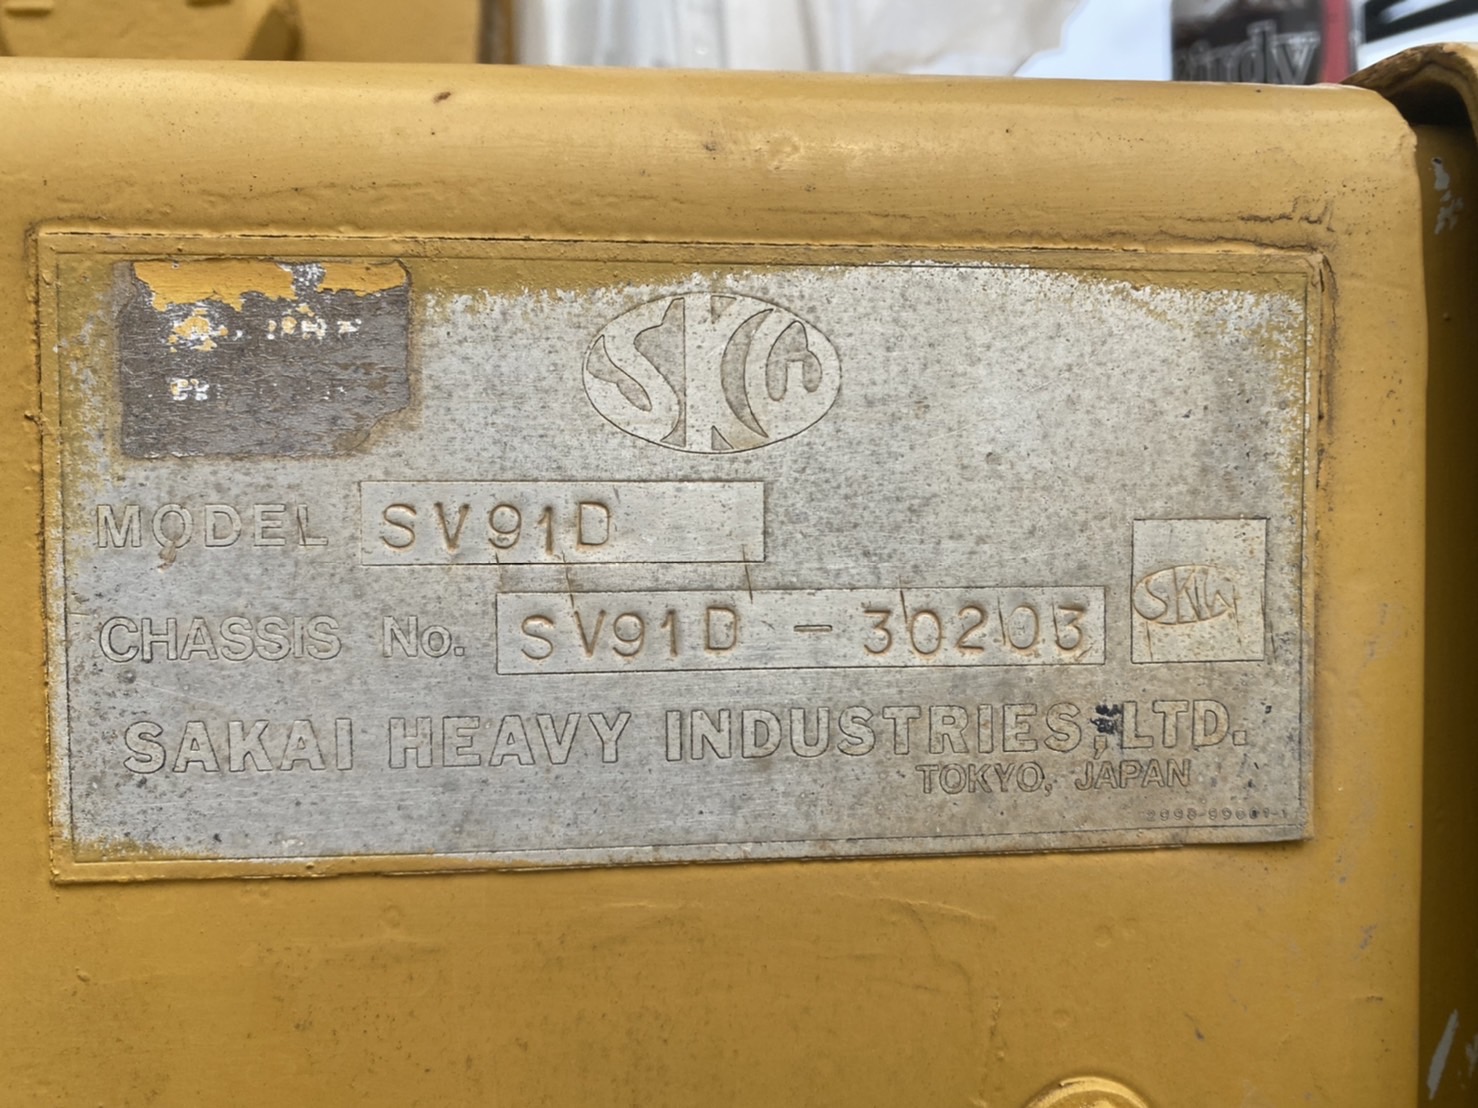 MODEL SV91D
CHASSIS No. SV91D - 30203
SAKAI HEAVY INDUSTRIES, LTD.
TOKYO, JAPAN